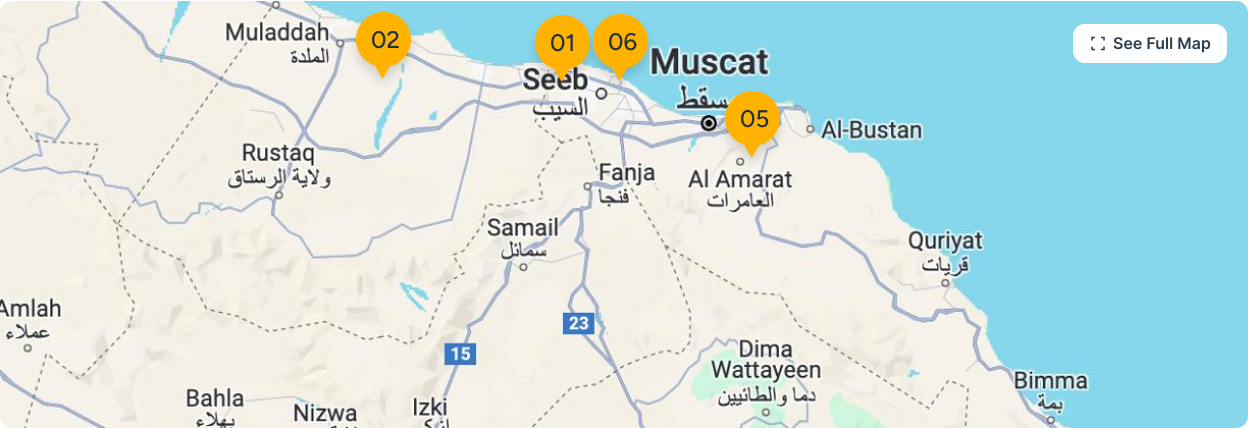 Muladdah
الملدة
02
01
06
See Full Map
Seeb
السيب
Muscat
05
Al-Bustan
Rustaq
ولاية الرستاق
Fanja
فنجا
Al Amarat
العامرات
Samail
سمائل
Quriyat
قريات
Amlah
عملاء
23
15
Dima
Wattayeen
دما والطائيين
Bimma
بمة
Bahla
بهلاء
Nizwa
Izki